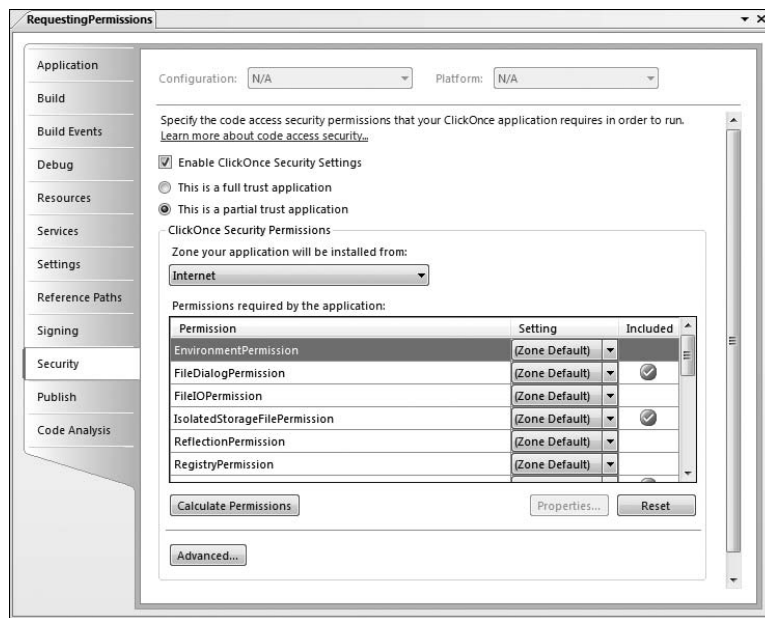 RequestingPermissions
Application
Build
Build Events
Debug
Resources
Services
Settings
Reference Paths
Signing
Security
Publish
Code Analysis
Configuration: N/A Platform: N/A
Specify the code access security permissions that your ClickOnce application requires in order to run.
Learn more about code access security...
Enable ClickOnce Security Settings
This is a full trust application
This is a partial trust application
ClickOnce Security Permissions
Zone your application will be installed from:
Internet
Permissions required by the application:
Permission Setting Included
EnvironmentPermission (Zone Default)
FileDialogPermission (Zone Default)
FileIOPermission (Zone Default)
IsolatedStorageFilePermission (Zone Default)
ReflectionPermission (Zone Default)
RegistryPermission (Zone Default)
Calculate Permissions Properties... Reset
Advanced...